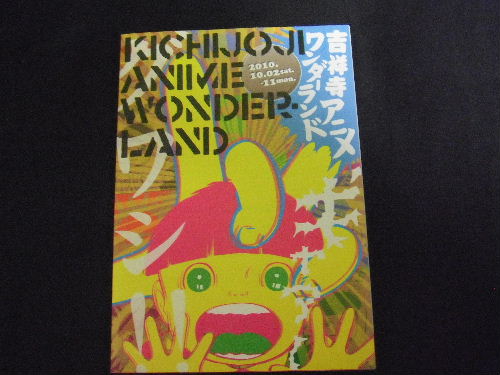 KICHIJOJI
ANIME
WONDER-
LAND
2010.
10.02sat.
-11mon.
吉祥寺アニメ
ワンダーランド